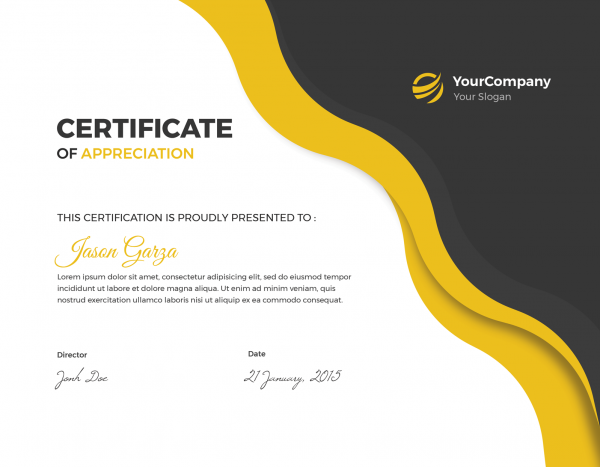 YourCompany
Your Slogan
CERTIFICATE
OF APPRECIATION
THIS CERTIFICATION IS PROUDLY PRESENTED TO :
Jason Garza
Lorem ipsum dolor sit amet, consectetur adipisicing elit, sed do eiusmod tempor
incididunt ut labore et dolore magna aliqua. Ut enim ad minim veniam, quis
nostrud exercitation ullamco laboris nisi ut aliquip ex ea commodo consequat.
Director
Jonh Doe
Date
21 January, 2015